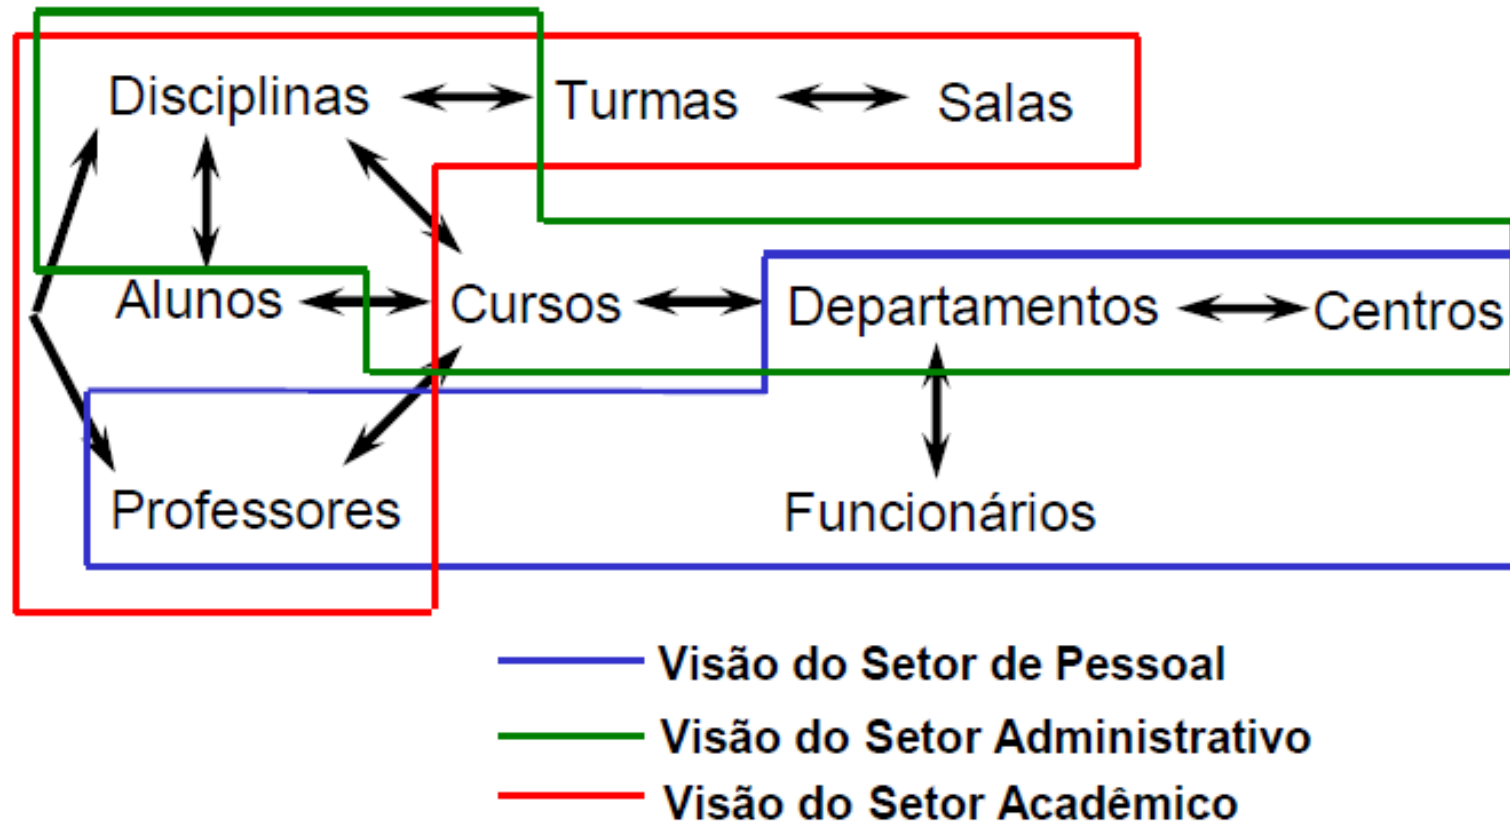 Disciplinas Turmas Salas
Alunos Cursos Departamentos Centros
Professores Funcionários
Visão do Setor de Pessoal
Visão do Setor Administrativo
Visão do Setor Acadêmico